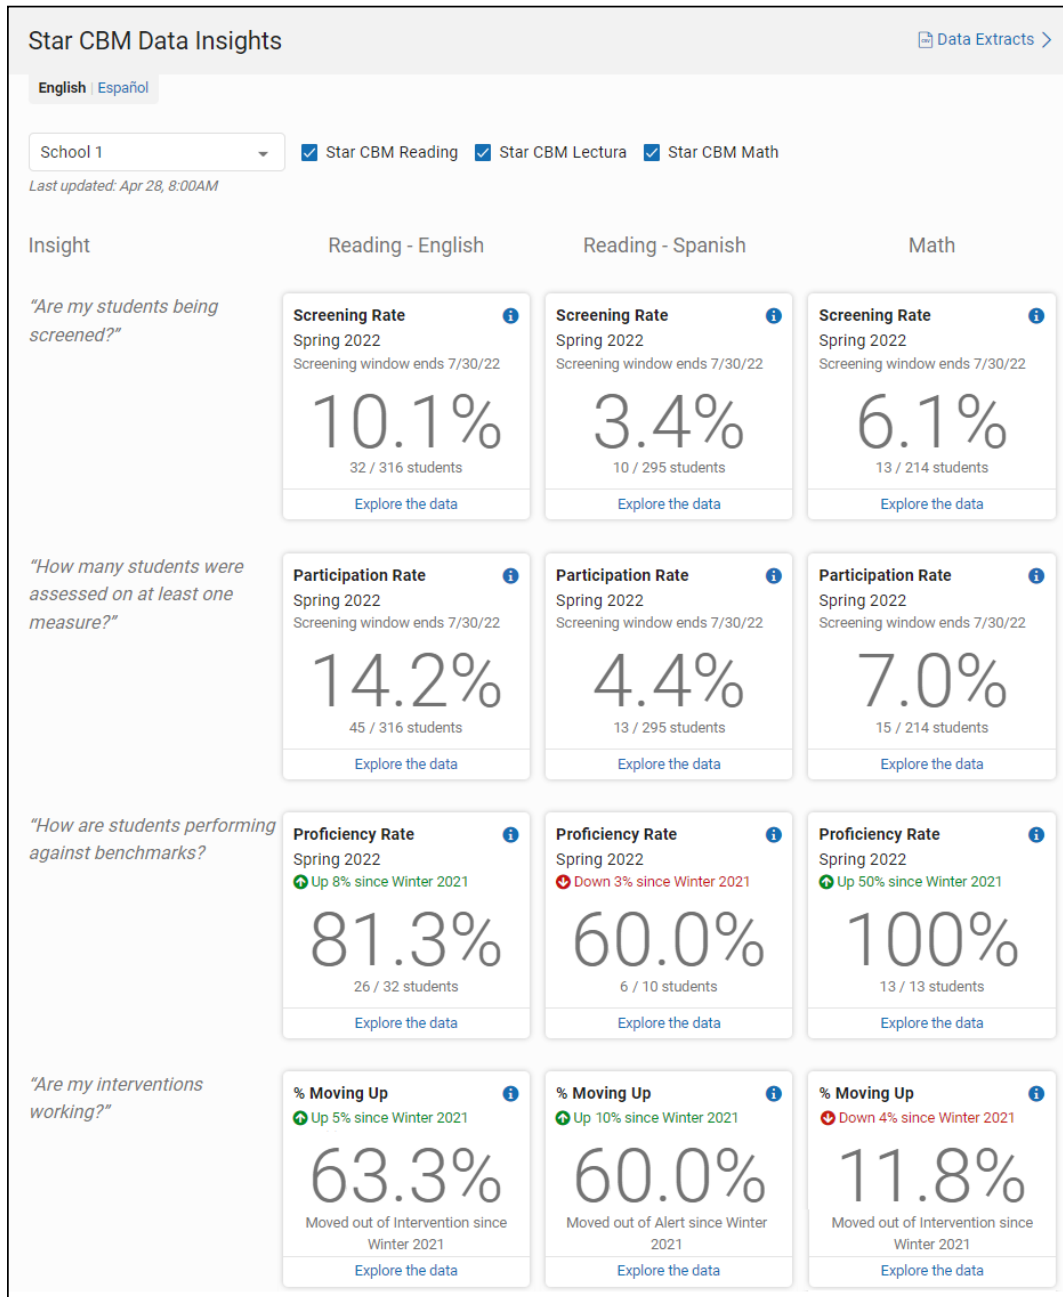 Star CBM Data Insights
CSV Data Extracts
English | Español
School 1
Star CBM Reading
Star CBM Lectura
Star CBM Math
Last updated: Apr 28, 8:00AM
Insight
Reading - English
Reading - Spanish
Math
“Are my students being
screened?”
Screening Rate
Spring 2022
Screening window ends 7/30/22
10.1%
32 / 316 students
Explore the data
Screening Rate
Spring 2022
Screening window ends 7/30/22
3.4%
10 / 295 students
Explore the data
Screening Rate
Spring 2022
Screening window ends 7/30/22
6.1%
13 / 214 students
Explore the data
“How many students were
assessed on at least one
measure?”
Participation Rate
Spring 2022
Screening window ends 7/30/22
14.2%
45 / 316 students
Explore the data
Participation Rate
Spring 2022
Screening window ends 7/30/22
4.4%
13 / 295 students
Explore the data
Participation Rate
Spring 2022
Screening window ends 7/30/22
7.0%
15 / 214 students
Explore the data
“How are students performing
against benchmarks?
Proficiency Rate
Spring 2022
Up 8% since Winter 2021
81.3%
26 / 32 students
Explore the data
Proficiency Rate
Spring 2022
Down 3% since Winter 2021
60.0%
6 / 10 students
Explore the data
Proficiency Rate
Spring 2022
Up 50% since Winter 2021
100%
13 / 13 students
Explore the data
“Are my interventions
working?”
% Moving Up
Up 5% since Winter 2021
63.3%
Moved out of Intervention since
Winter 2021
Explore the data
% Moving Up
Up 10% since Winter 2021
60.0%
Moved out of Alert since Winter
2021
Explore the data
% Moving Up
Down 4% since Winter 2021
11.8%
Moved out of Intervention since
Winter 2021
Explore the data